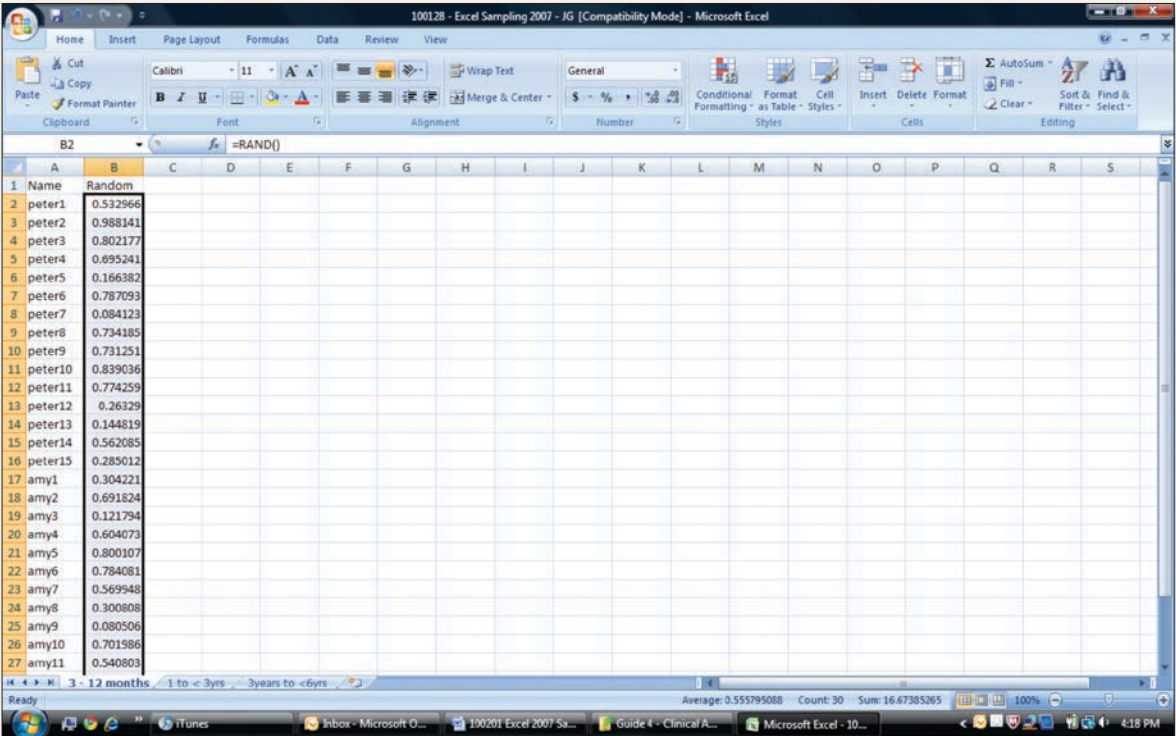 100128 - Excel Sampling 2007 - JG [Compatibility Mode] - Microsoft Excel
Home Insert Page Layout Formulas Data Review View
Cut
Copy
Format Painter
Paste
Clipboard
Calibri 11
B I U
Font
Wrap Text
Merge & Center
Alignment
General
$ % ,
Number
Conditional Formatting
Format as Table
Cell Styles
Styles
Insert Delete Format
Cells
Σ AutoSum
Fill
Clear
Sort & Filter
Find & Select
Editing
B2 fx =RAND()
A B C D E F G H I J K L M N O P Q R S
1 Name Random
2 peter1 0.532966
3 peter2 0.988141
4 peter3 0.802177
5 peter4 0.695241
6 peter5 0.166382
7 peter6 0.787093
8 peter7 0.084123
9 peter8 0.734185
10 peter9 0.731251
11 peter10 0.839036
12 peter11 0.774259
13 peter12 0.26329
14 peter13 0.144819
15 peter14 0.562085
16 peter15 0.285012
17 amy1 0.304221
18 amy2 0.691824
19 amy3 0.121794
20 amy4 0.604073
21 amy5 0.800107
22 amy6 0.784081
23 amy7 0.569948
24 amy8 0.300808
25 amy9 0.080506
26 amy10 0.701986
27 amy11 0.540803
3 - 12 months 1 to < 3yrs 3years to <6yrs
Ready Average: 0.555795088 Count: 30 Sum: 16.67385265 100%
iTunes Inbox - Microsoft O... 100201 Excel 2007 Sa... Guide 4 - Clinical A... Microsoft Excel - 10... 4:18 PM